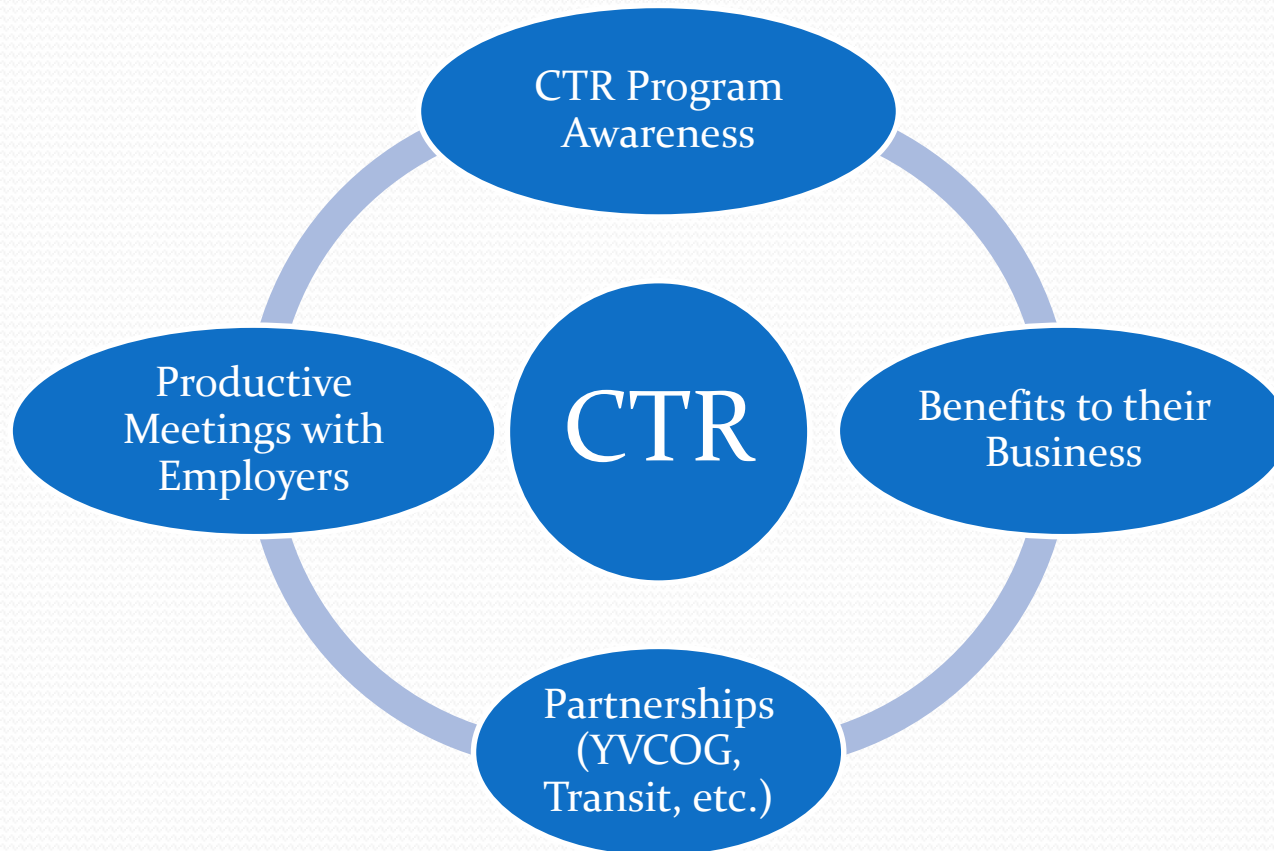 CTR Program
Awareness
Productive
Meetings with
Employers
CTR
Benefits to their
Business
Partnerships
(YVCOG,
Transit, etc.)